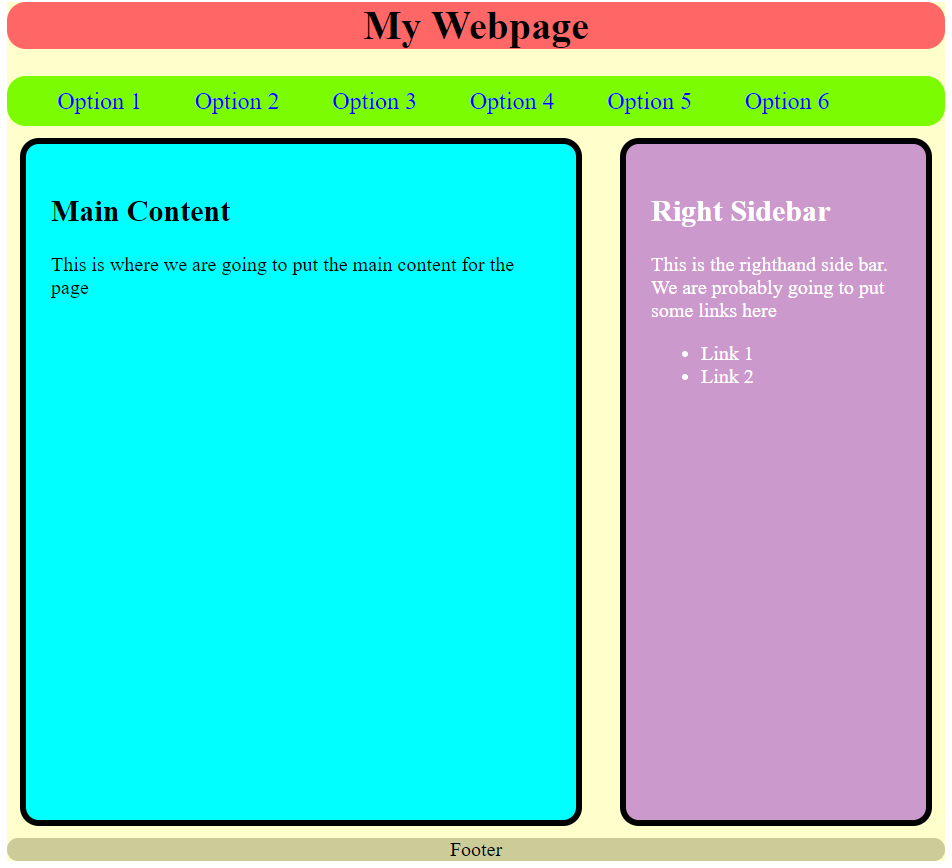 My Webpage
Option 1 Option 2 Option 3 Option 4 Option 5 Option 6
Main Content
This is where we are going to put the main content for the
page
Right Sidebar
This is the righthand side bar.
We are probably going to put
some links here
Link 1
Link 2
Footer